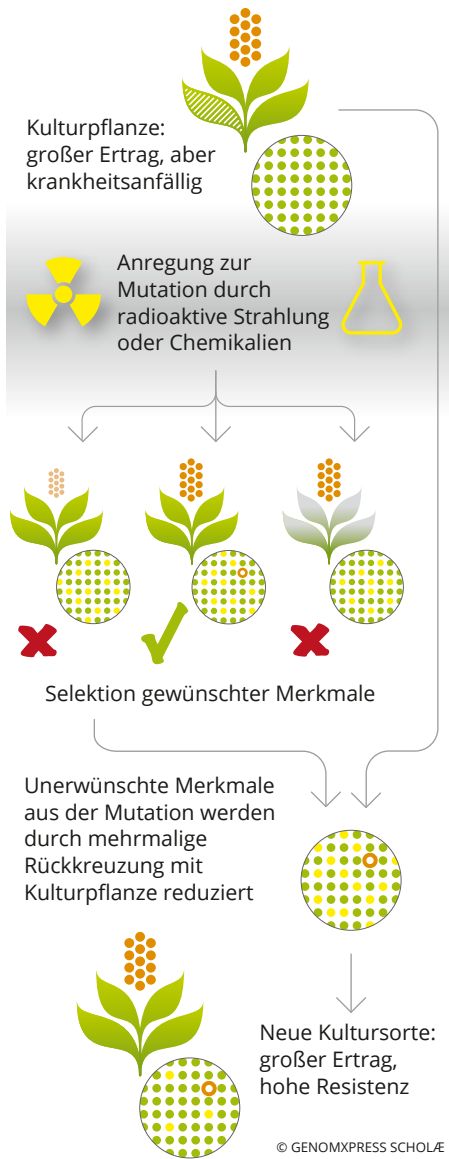 Kulturpflanze:
großer Ertrag, aber
krankheitsanfällig
Anregung zur
Mutation durch
radioaktive Strahlung
oder Chemikalien
Selektion gewünschter Merkmale
Unerwünschte Merkmale
aus der Mutation werden
durch mehrmalige
Rückkreuzung mit
Kulturpflanze reduziert
Neue Kultursorte:
großer Ertrag,
hohe Resistenz
© GENOMXPRESS SCHOLÆ